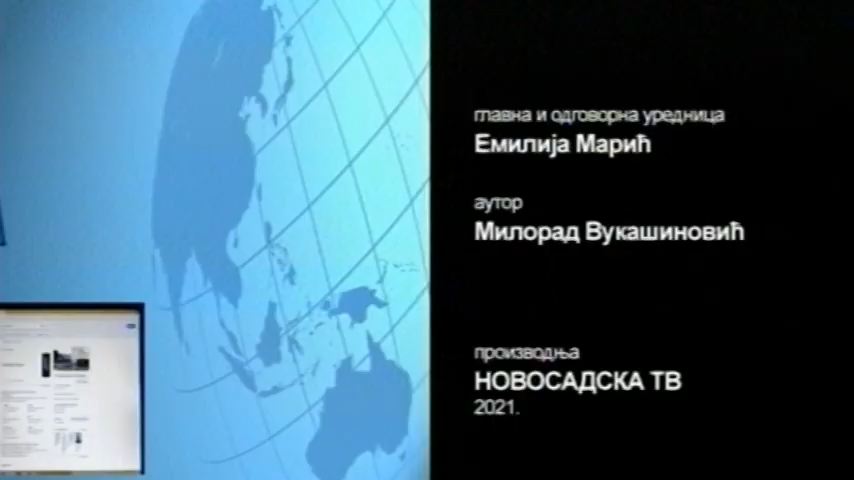 главна и одговорна уредница
Емилија Марић
аутор
Милорад Вукашиновић
производња
НОВОСАДСКА ТВ
2021.